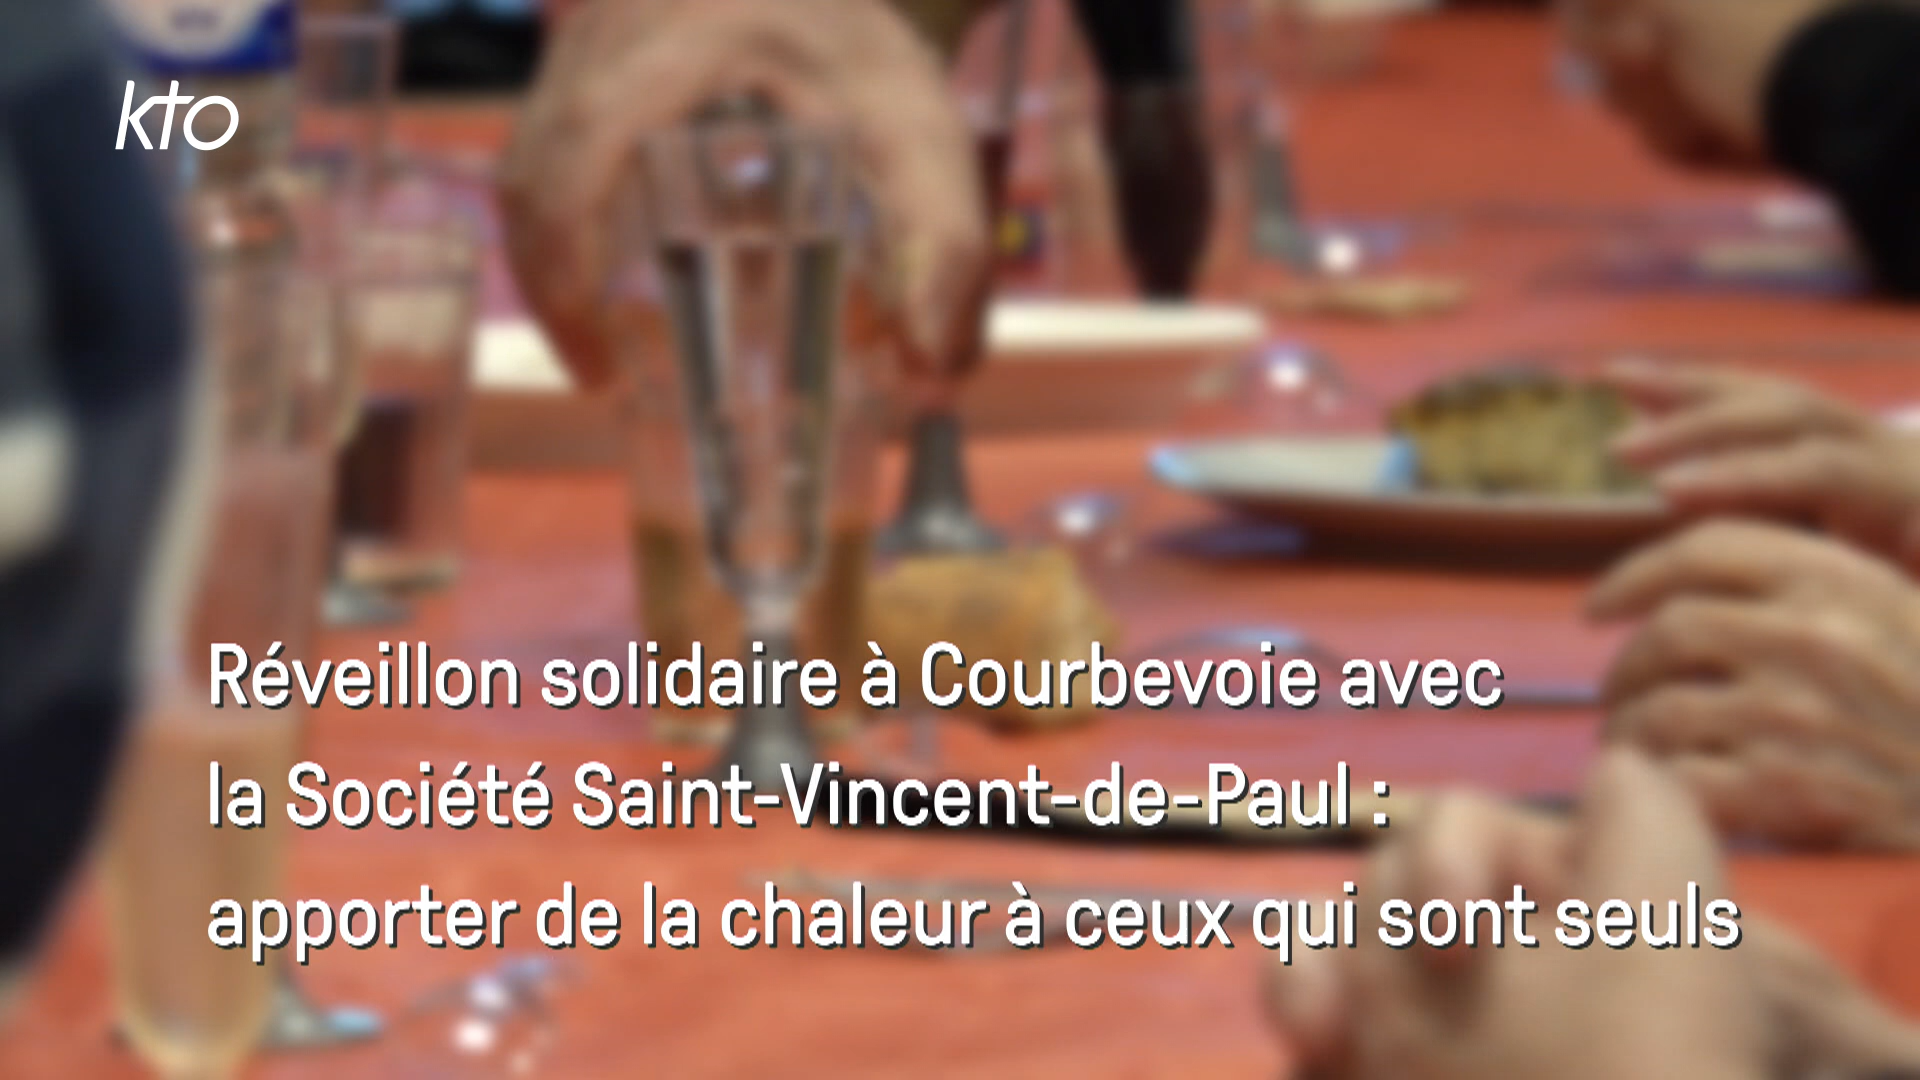 kto
Réveillon solidaire à Courbevoie avec
la Société Saint-Vincent-de-Paul :
apporter de la chaleur à ceux qui sont seuls